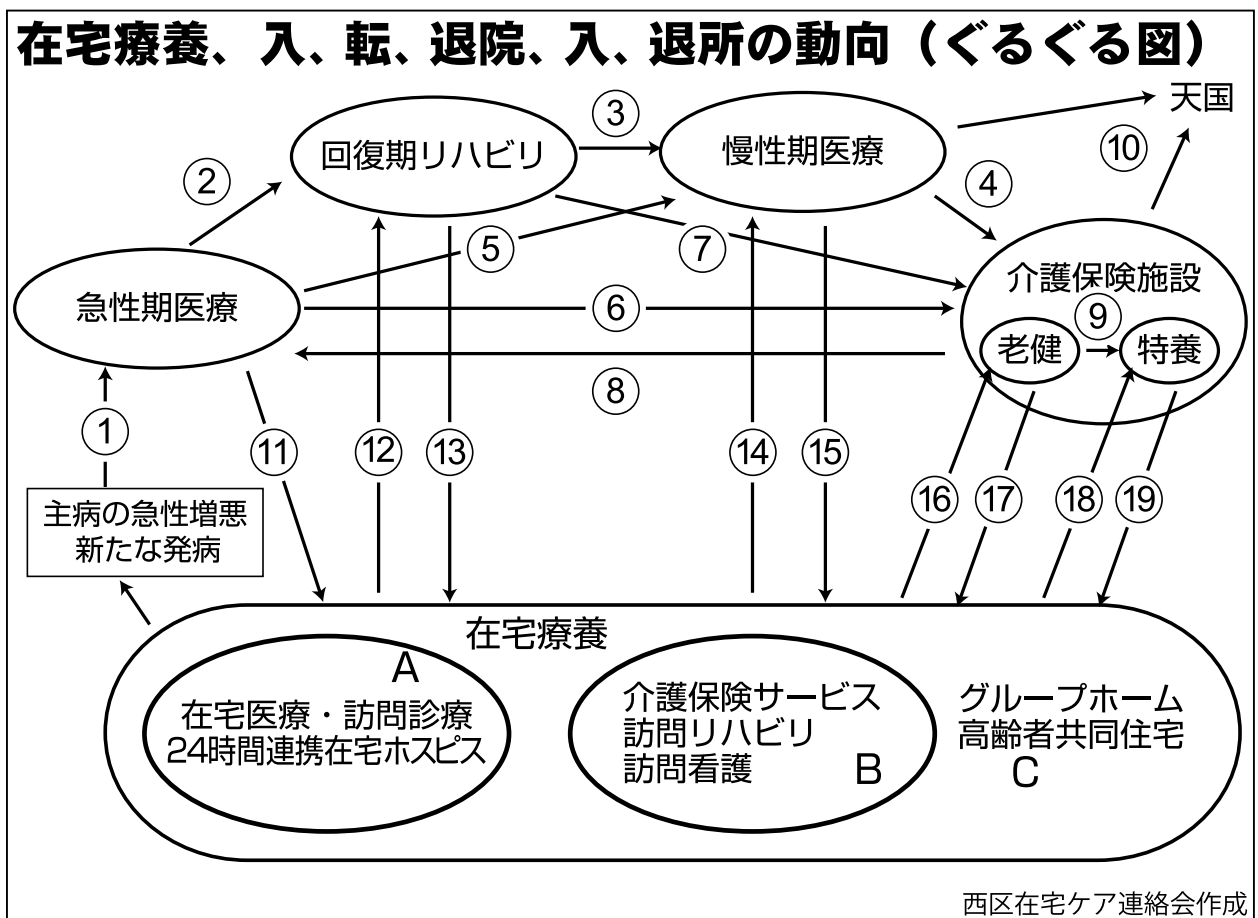 在宅療養、入、転、退院、入、退所の動向（ぐるぐる図）
天国
③
回復期リハビリ
慢性期医療
⑩
②
④
⑤
⑦
急性期医療
⑥
介護保険施設
⑨
老健
特養
⑧
①
⑪
⑫
⑬
⑭
⑮
⑯
⑰
⑱
⑲
主病の急性増悪
新たな発病
在宅療養
A
在宅医療・訪問診療
24時間連携在宅ホスピス
介護保険サービス
訪問リハビリ
訪問看護
B
グループホーム
高齢者共同住宅
C
西区在宅ケア連絡会作成